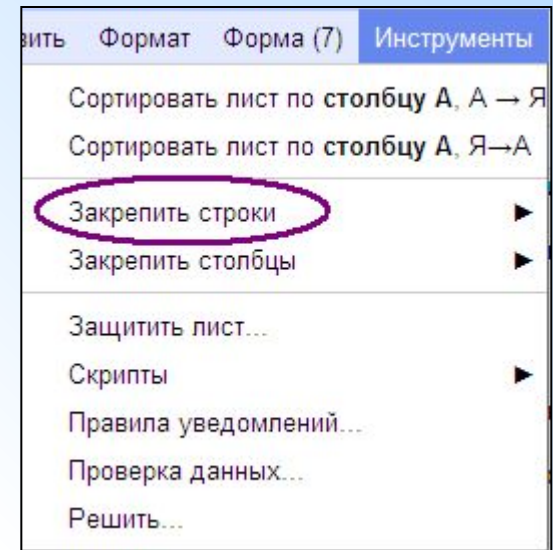 вить Формат Форма (7) Инструменты
Сортировать лист по столбцу А, А → Я
Сортировать лист по столбцу А, Я→А
Закрепить строки
Закрепить столбцы
Защитить лист...
Скрипты
Правила уведомлений...
Проверка данных...
Решить...